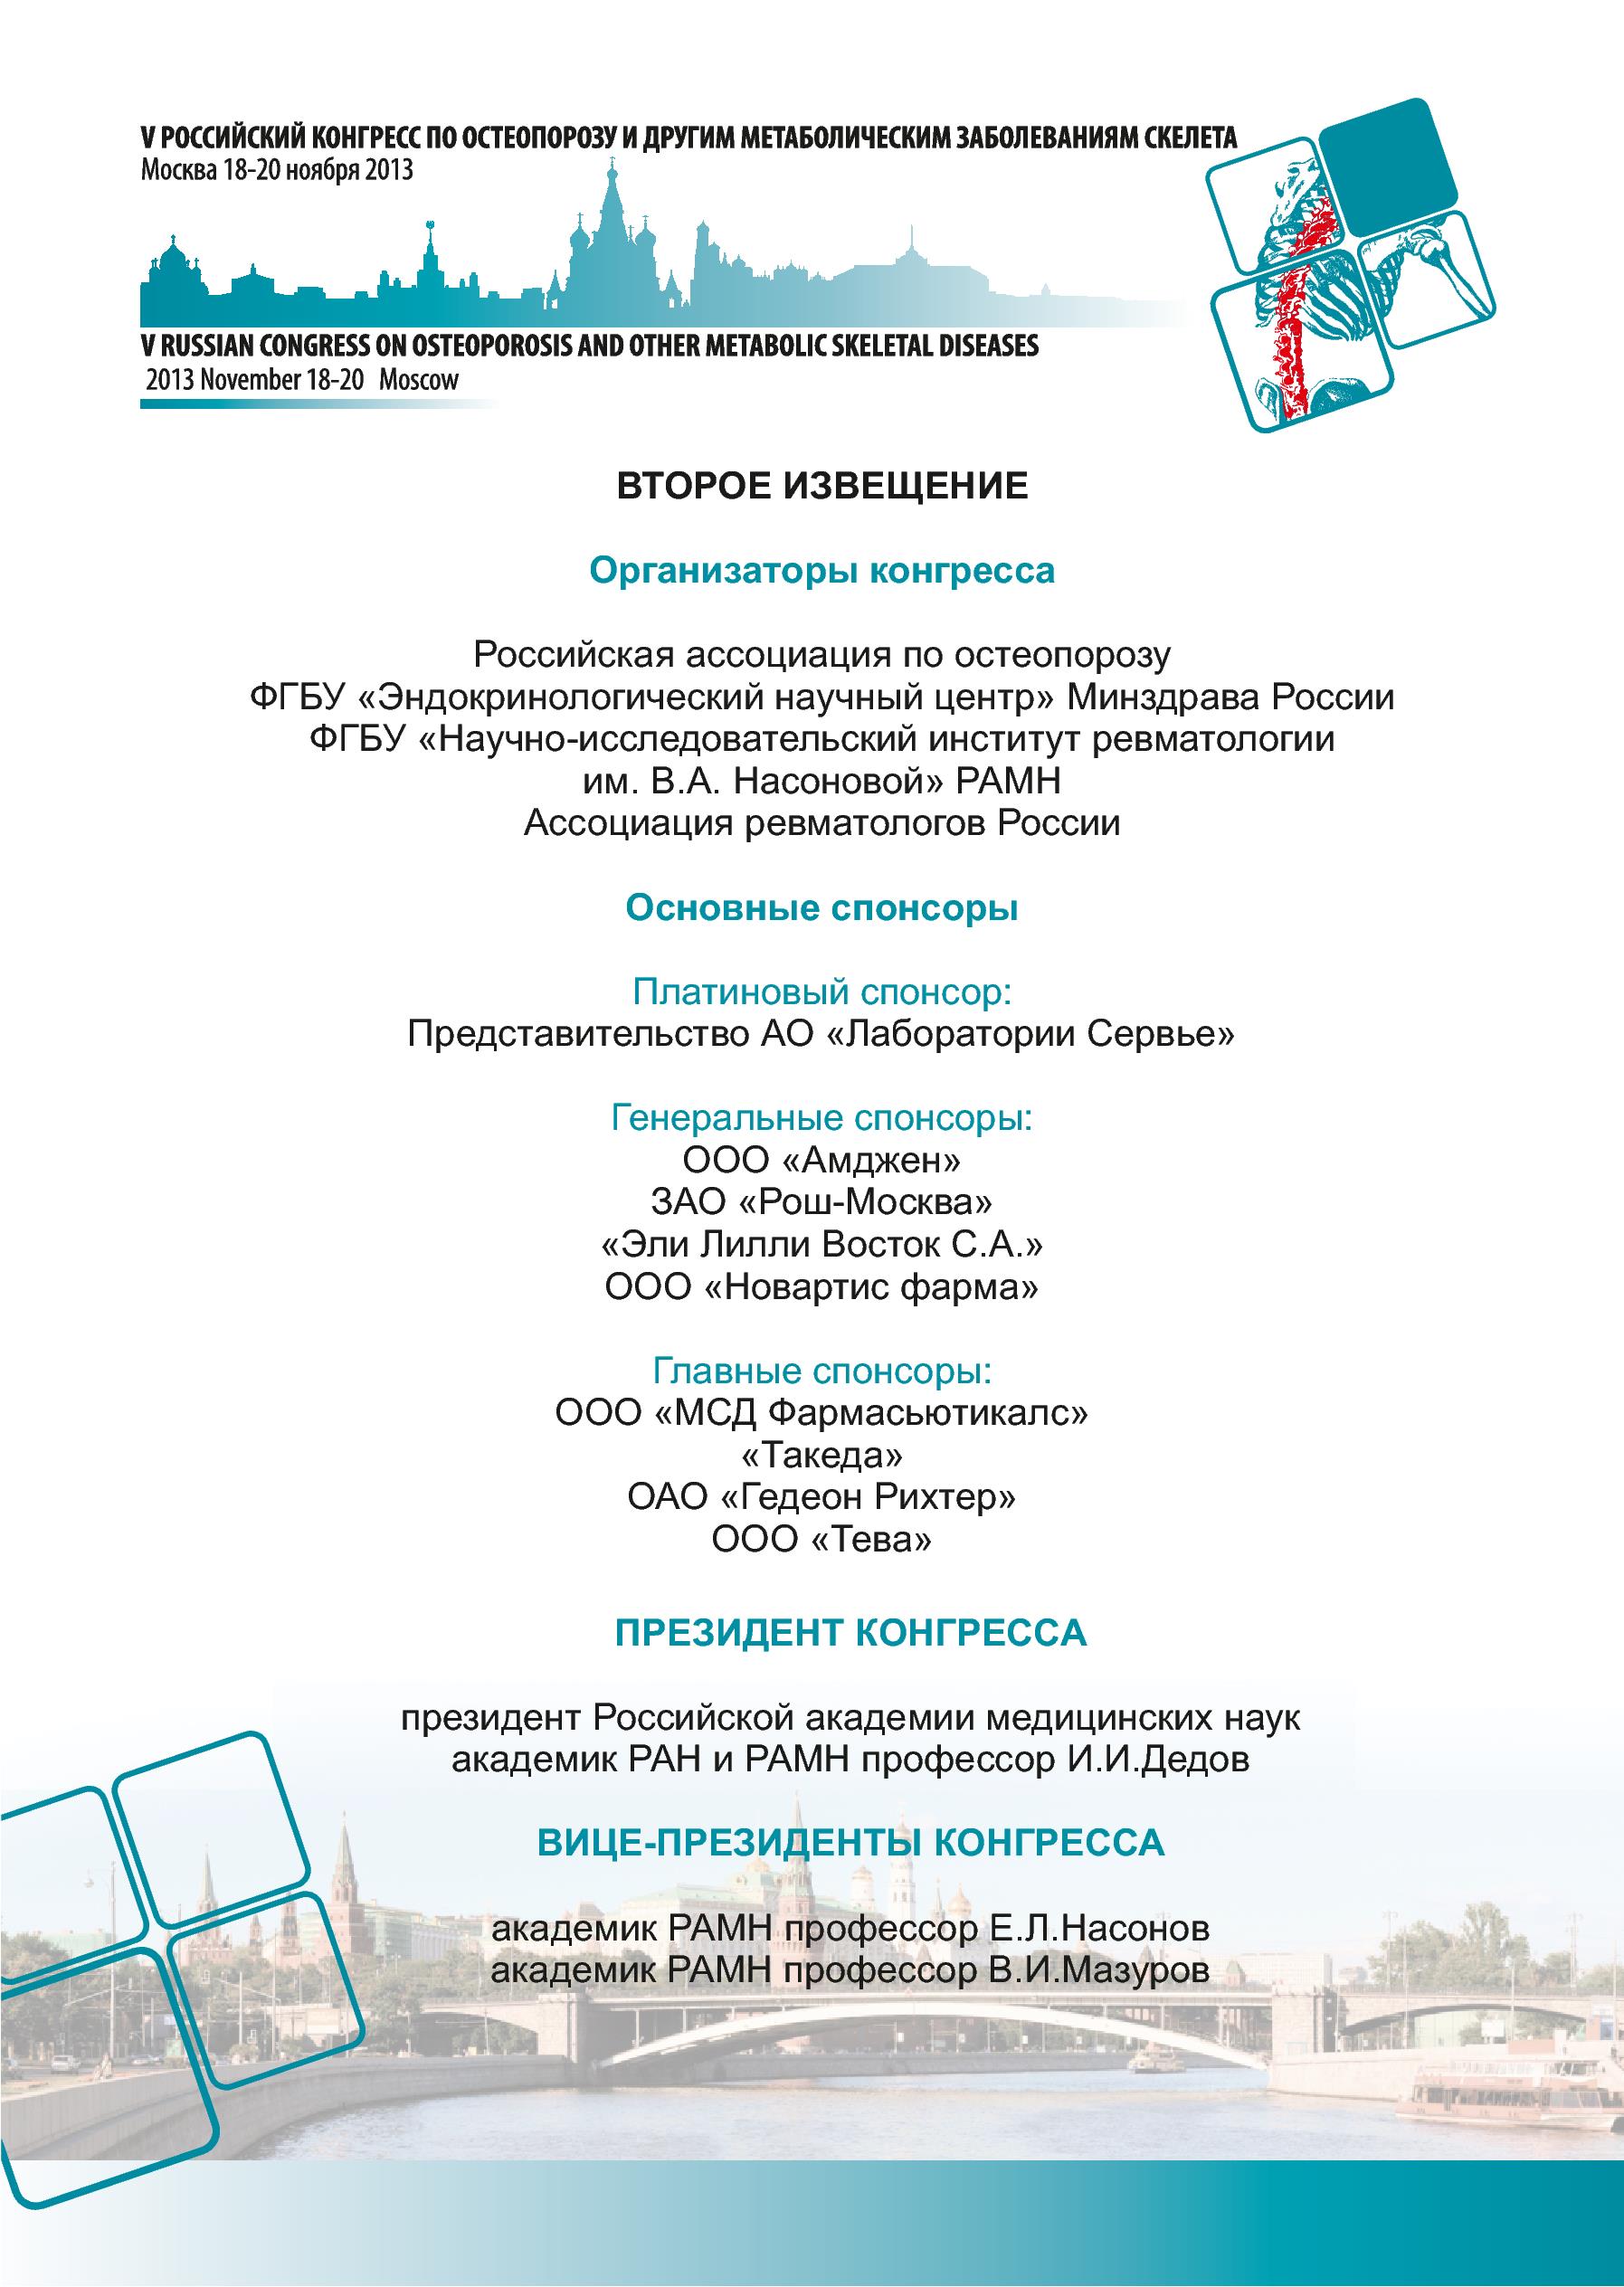 V РОССИЙСКИЙ КОНГРЕСС ПО ОСТЕОПОРОЗУ И ДРУГИМ МЕТАБОЛИЧЕСКИМ ЗАБОЛЕВАНИЯМ СКЕЛЕТА
Москва 18-20 ноября 2013
V RUSSIAN CONGRESS ON OSTEOPOROSIS AND OTHER METABOLIC SKELETAL DISEASES
2013 November 18-20 Moscow
ВТОРОЕ ИЗВЕЩЕНИЕ
Организаторы конгресса
Российская ассоциация по остеопорозу
ФГБУ «Эндокринологический научный центр» Минздрава России
ФГБУ «Научно-исследовательский институт ревматологии
им. В.А. Насоновой» РАМН
Ассоциация ревматологов России
Основные спонсоры
Платиновый спонсор:
Представительство АО «Лаборатории Сервье»
Генеральные спонсоры:
ООО «Амджен»
ЗАО «Рош-Москва»
«Эли Лилли Восток С.А.»
ООО «Новартис фарма»
Главные спонсоры:
ООО «МСД Фармасьютикалс»
«Такеда»
ОАО «Гедеон Рихтер»
ООО «Тева»
ПРЕЗИДЕНТ КОНГРЕССА
президент Российской академии медицинских наук
академик РАН и РАМН профессор И.И.Дедов
ВИЦЕ-ПРЕЗИДЕНТЫ КОНГРЕССА
академик РАМН профессор Е.Л.Насонов
академик РАМН профессор В.И.Мазуров